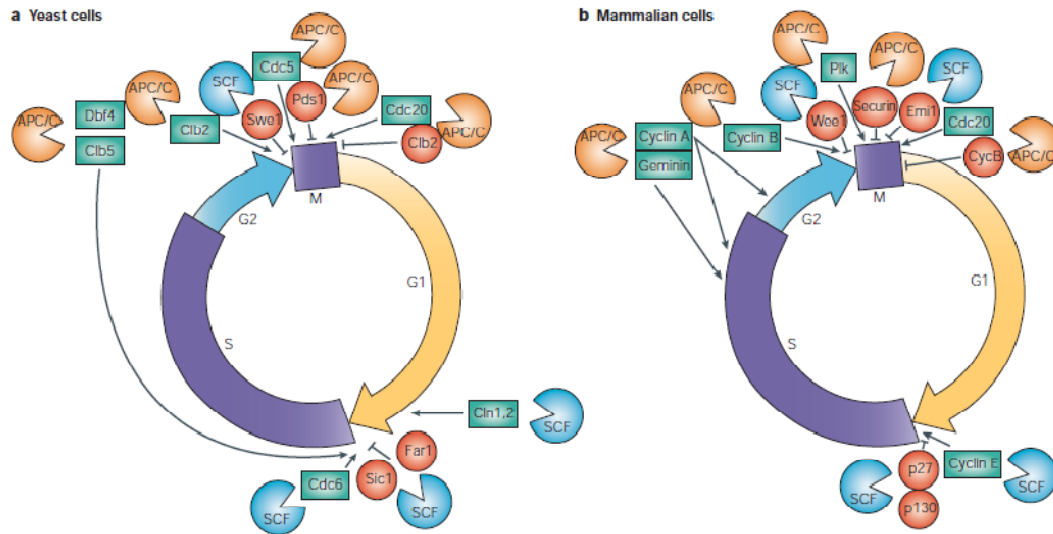 a Yeast cells
APC/C
Cdc5
SCF
Pds1
APC/C
APC/C
Swe1
Cdc20
Dbf4
APC/C
Clb2
Clb2
APC/C
Clb5
M
G2
G1
S
Cln1,2
SCF
Far1
Cdc6
Sic1
SCF
SCF
b Mammalian cells
APC/C
Plk
APC/C
SCF
SCF
Securin
Emi1
Wee1
APC/C
Cdc20
Cyclin A
Cyclin B
APC/C
CycB
APC/C
Geminin
M
G2
G1
S
p27
Cyclin E
SCF
SCF
p130